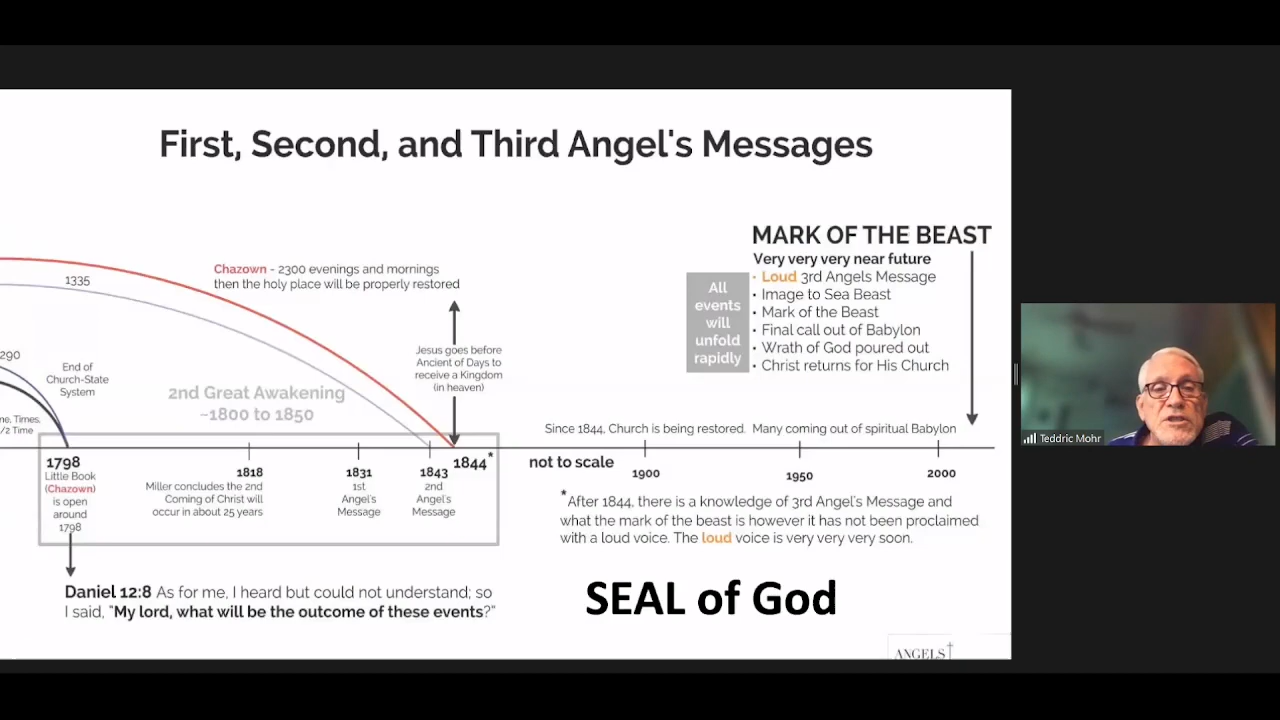 First, Second, and Third Angel's Messages
MARK OF THE BEAST
Very very very near future
· Loud 3rd Angels Message
· Image to Sea Beast
· Mark of the Beast
· Final call out of Babylon
· Wrath of God poured out
· Christ returns for His Church
All
events
will
unfold
rapidly
Chazown - 2300 evenings and mornings
then the holy place will be properly restored
1335
290
End of
Church-State
System
Jesus goes before
Ancient of Days to
receive a Kingdom
(in heaven)
2nd Great Awakening
~1800 to 1850
ne, Times,
/2 Time
Since 1844, Church is being restored. Many coming out of spiritual Babylon
1798
Little Book
(Chazown)
is open
around
1798
1818
Miller concludes the 2nd
Coming of Christ will
occur in about 25 years
1831
1st
Angel's
Message
1843
2nd
Angel's
Message
1844*
not to scale
1900
1950
2000
*After 1844, there is a knowledge of 3rd Angel's Message and
what the mark of the beast is however it has not been proclaimed
with a loud voice. The loud voice is very very very soon.
Daniel 12:8 As for me, I heard but could not understand; so
I said, "My lord, what will be the outcome of these events?"
SEAL of God
ANGELS
Teddric Mohr